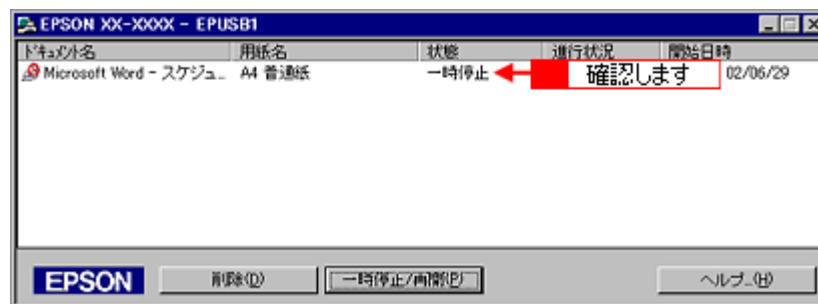 EPSON XX-XXXX - EPUSB1
ドキュメント名 用紙名 状態 進行状況 開始日時
Microsoft Word - スケジュ... A4 普通紙 一時停止 確認します 02/06/29
EPSON 削除(D) 一時停止/再開(P) ヘルプ...(H)